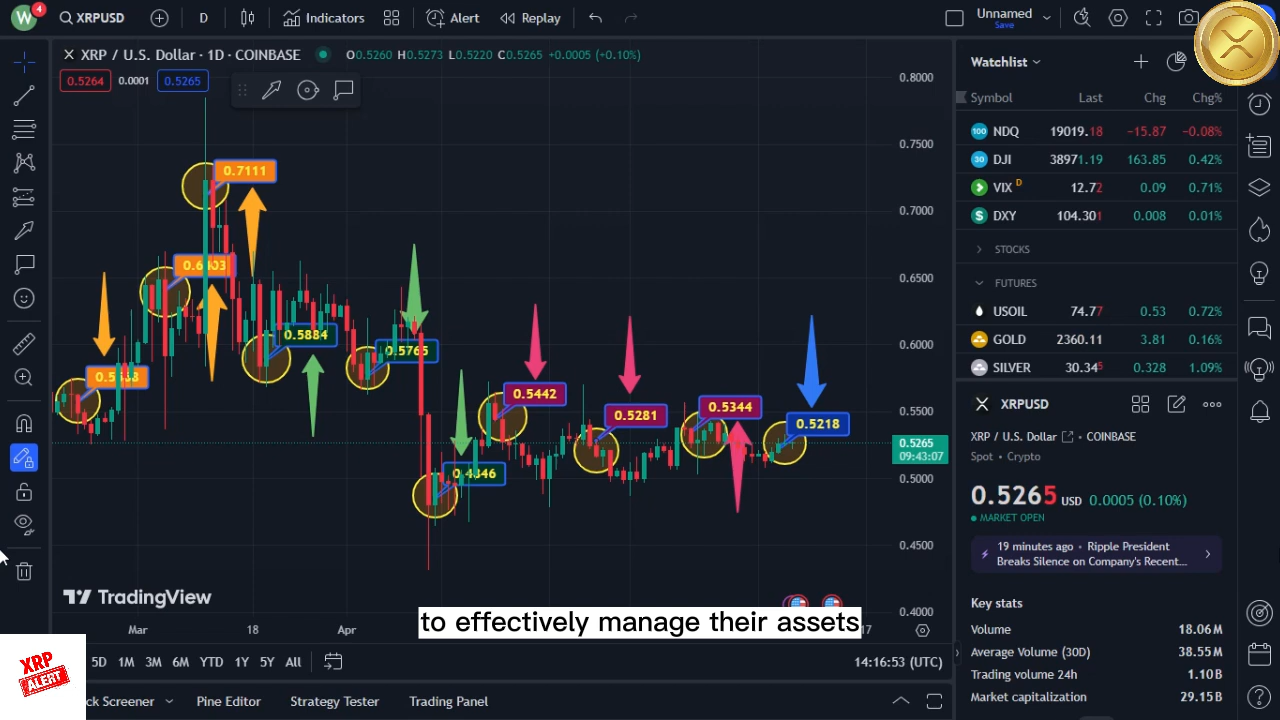 W 4 XRPUSD D Indicators Alert Replay Unnamed
Save
XRP / U.S. Dollar · 1D · COINBASE O0.5260 H0.5273 L0.5220 C0.5265 +0.0005 (+0.10%)
0.5264 0.0001 0.5265
0.8000
0.7500
0.7000
0.6500
0.6000
0.5500
0.5265
09:43:07
0.5000
0.4500
0.4000
0.7111
0.5884
0.5765
0.5442
0.5281
0.5344
0.5218
TradingView
to effectively manage their assets
Mar 18 Apr 17
XRP
ALERT
5D 1M 3M 6M YTD 1Y 5Y All 14:16:53 (UTC)
ck Screener Pine Editor Strategy Tester Trading Panel
Watchlist
Symbol Last Chg Chg%
100 NDQ 19019.18 −15.87 −0.08%
30 DJI 38971.19 163.85 0.42%
VIX D 12.72 0.09 0.71%
$ DXY 104.301 0.008 0.01%
STOCKS
FUTURES
USOIL 74.77 0.53 0.72%
GOLD 2360.11 3.81 0.16%
SILVER 30.345 0.328 1.09%
XRPUSD
XRP / U.S. Dollar COINBASE
Spot • Crypto
0.5265 USD 0.0005 (0.10%)
MARKET OPEN
19 minutes ago • Ripple President
Breaks Silence on Company's Recent...
Key stats
Volume 18.06M
Average Volume (30D) 38.55M
Trading volume 24h 1.10B
Market capitalization 29.15B